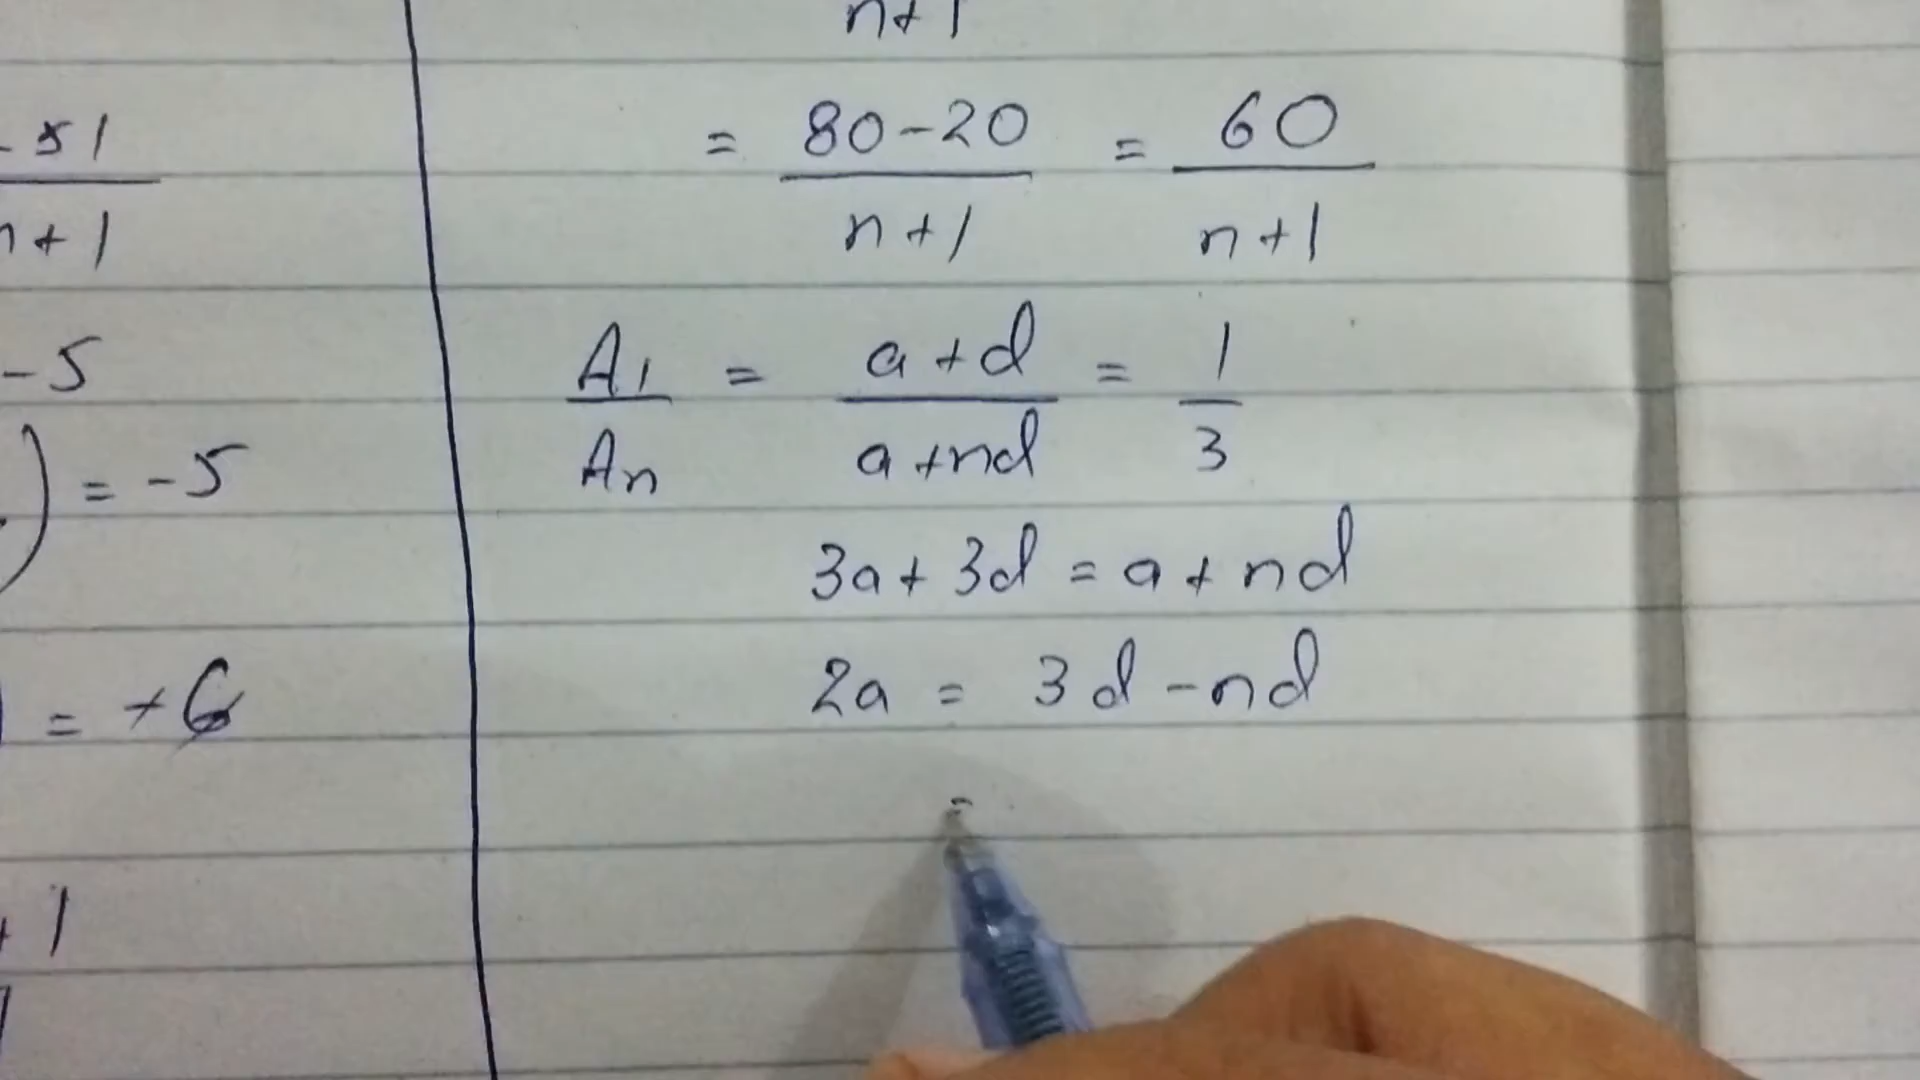 - 51
n+1
-5
) = -5
) = +6
+ 1
n+1
= 80-20 / n+1 = 60 / n+1
A1 / An = a+d / a+nd = 1 / 3
3a+3d = a+nd
2a = 3d-nd
=